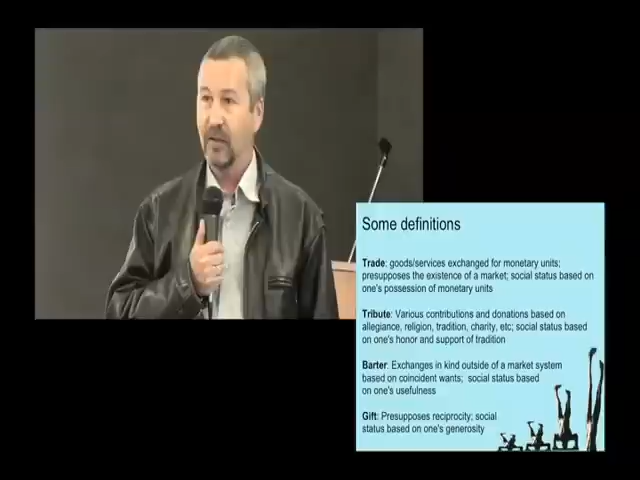 Some definitions
Trade: goods/services exchanged for monetary units;
presupposes the existence of a market; social status based on
one's possession of monetary units
Tribute: Various contributions and donations based on
allegiance, religion, tradition, charity, etc; social status based
on one's honor and support of tradition
Barter: Exchanges in kind outside of a market system
based on coincident wants; social status based
on one's usefulness
Gift: Presupposes reciprocity; social
status based on one's generosity